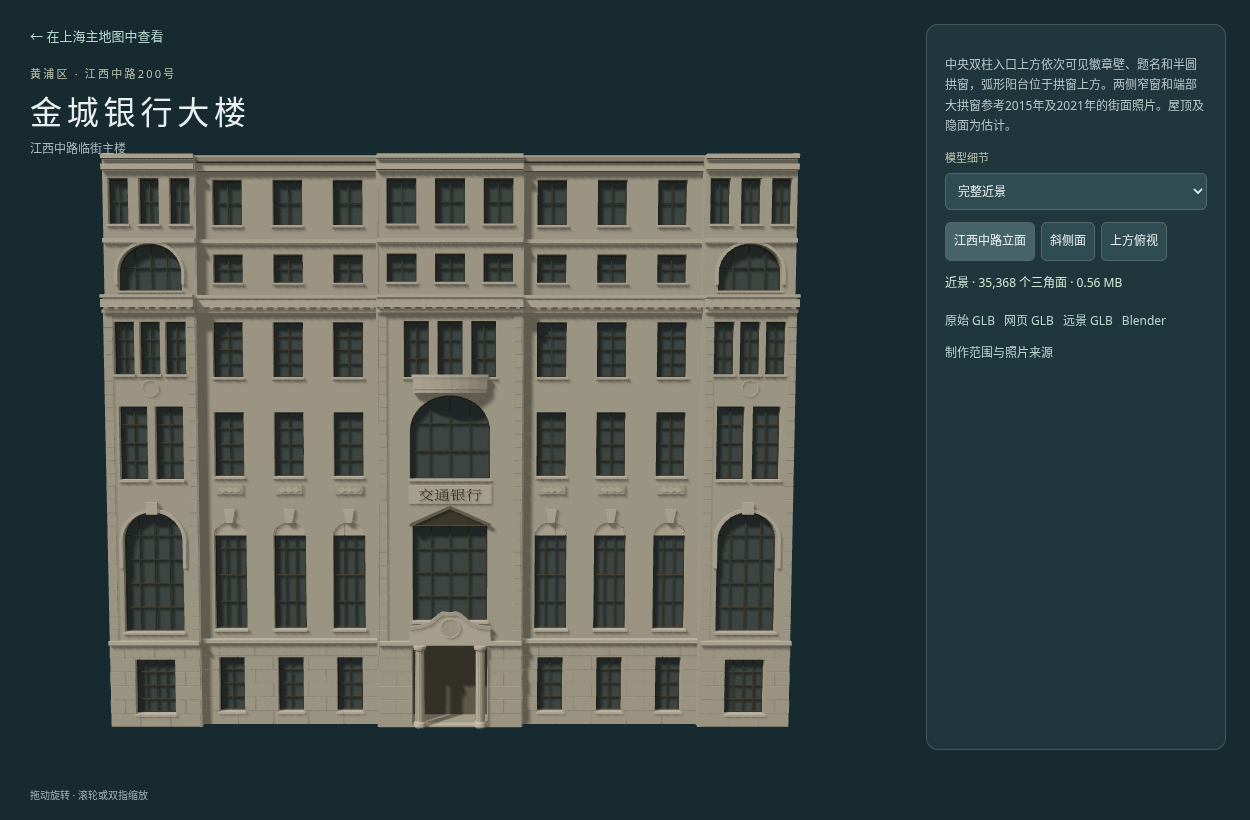 ← 在上海主地图中查看
黄浦区 · 江西中路200号
金城银行大楼
江西中路临街主楼
交通银行
拖动旋转 · 滚轮或双指缩放
中央双柱入口上方依次可见徽章壁、题名和半圆
拱窗，弧形阳台位于拱窗上方。两侧窄窗和端部
大拱窗参考2015年及2021年的街面照片。屋顶及
隐面为估计。
模型细节
完整近景
江西中路立面 斜侧面 上方俯视
近景 · 35,368 个三角面 · 0.56 MB
原始 GLB 网页 GLB 远景 GLB Blender
制作范围与照片来源